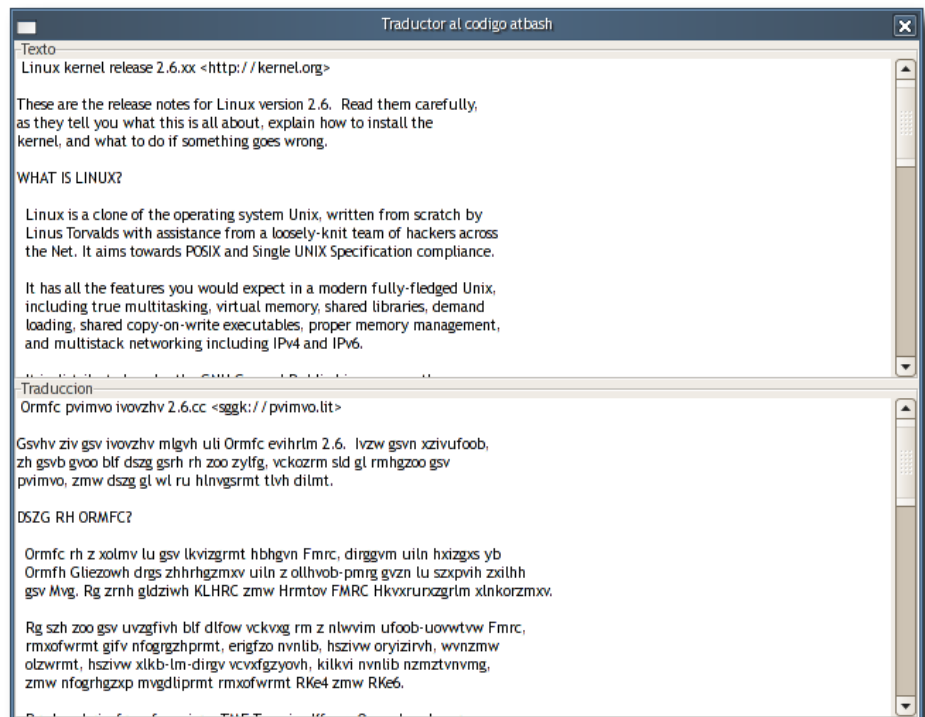 Traductor al codigo atbash
Texto
Linux kernel release 2.6.xx <http://kernel.org>
These are the release notes for Linux version 2.6. Read them carefully,
as they tell you what this is all about, explain how to install the
kernel, and what to do if something goes wrong.
WHAT IS LINUX?
Linux is a clone of the operating system Unix, written from scratch by
Linus Torvalds with assistance from a loosely-knit team of hackers across
the Net. It aims towards POSIX and Single UNIX Specification compliance.
It has all the features you would expect in a modern fully-fledged Unix,
including true multitasking, virtual memory, shared libraries, demand
loading, shared copy-on-write executables, proper memory management,
and multistack networking including IPv4 and IPv6.
Traduccion
Ormfc pvimvo ivovzhv 2.6.cc <sggk://pvimvo.lit>
Gsvhv ziv gsv ivovzhv mlgvh uli Ormfc evihrlm 2.6. Ivzw gsvn xzivufoob,
zh gsvb gvoo blf dszg gsrh rh zoo zylfg, vckozrm sld gl rmhgzoo gsv
pvimvo, zmw dszg gl wl ru hlnvgsrmt tlvh dilmt.
DSZG RH ORMFC?
Ormfc rh z xolmv lu gsv lkvizgrmt hbhgvn Fmrc, dirggvm uiln hxizgxs yb
Ormfh Gliezowh drgs zhhrhgzmxv uiln z ollhvob-pmrg gvzn lu szxpvih zxilhh
gsv Mvg. Rg zrnh gldziwh KLHRC zmw Hrmtov FMRC Hkvxrurxzgrlm xlnkorzmxv.
Rg szh zoo gsv uvzgfivh blf dlfow vckvxg rm z nlwvim ufoob-uovwtvw Fmrc,
rmxofwrmt gifv nfogrgzhprmt, erigfzo nvnlib, hszivw oryizirvh, wvnzmw
olzwrmt, hszivw xlkb-lm-dirgv vcvxfgzyovh, kilkvi nvnlib nzmztvnvmg,
zmw nfogrhgzxp mvgdliprmt rmxofwrmt RKe4 zmw RKe6.